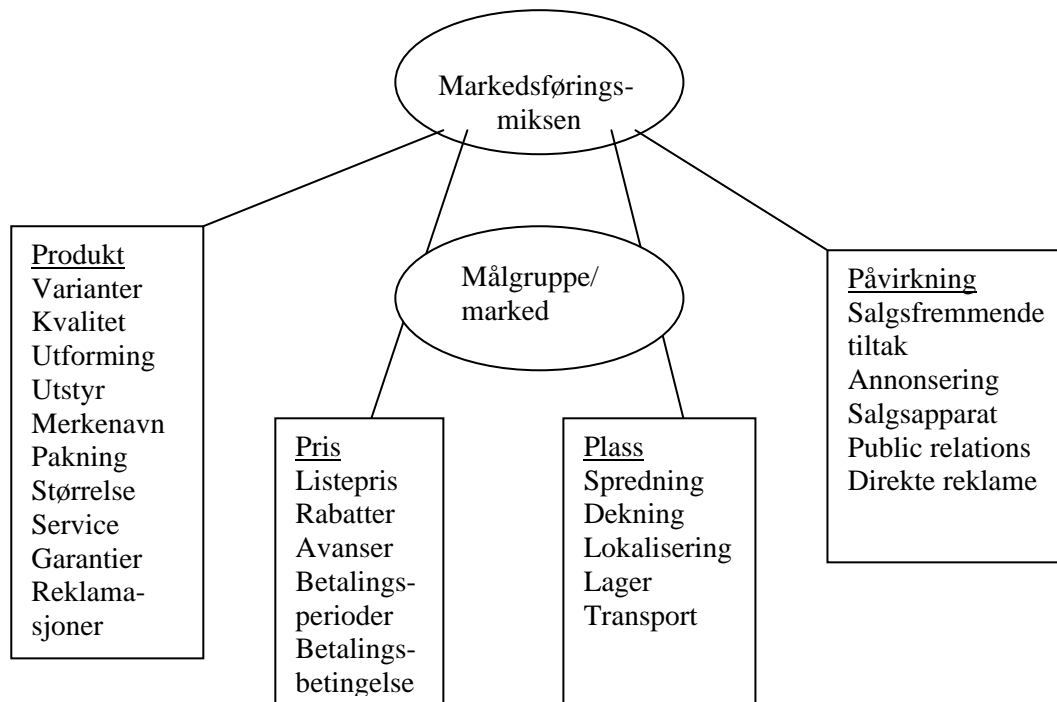 Markedsførings-
miksen
Målgruppe/
marked
Produkt
Varianter
Kvalitet
Utforming
Utstyr
Merkenavn
Pakning
Størrelse
Service
Garantier
Reklama-
sjoner
Pris
Listepris
Rabatter
Avanser
Betalings-
perioder
Betalings-
betingelse
Plass
Spredning
Dekning
Lokalisering
Lager
Transport
Påvirkning
Salgsfremmende
tiltak
Annonsering
Salgsapparat
Public relations
Direkte reklame